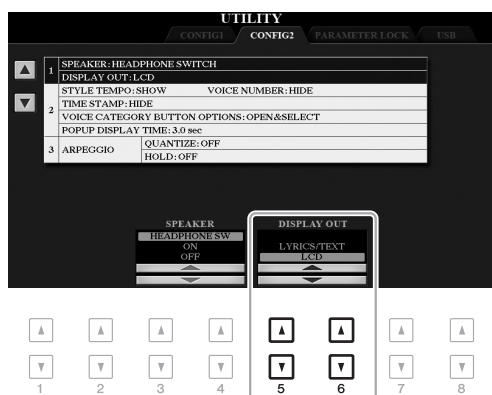 UTILITY
CONFIG1 CONFIG2 PARAMETER LOCK USB
1 SPEAKER:HEADPHONE SWITCH
DISPLAY OUT:LCD
2 STYLE TEMPO:SHOW VOICE NUMBER:HIDE
TIME STAMP:HIDE
VOICE CATEGORY BUTTON OPTIONS:OPEN&SELECT
POPUP DISPLAY TIME:3.0 sec
3 ARPEGGIO QUANTIZE:OFF
HOLD:OFF
SPEAKER DISPLAY OUT
HEADPHONE SW
ON LYRICS/TEXT
OFF LCD
1 2 3 4 5 6 7 8